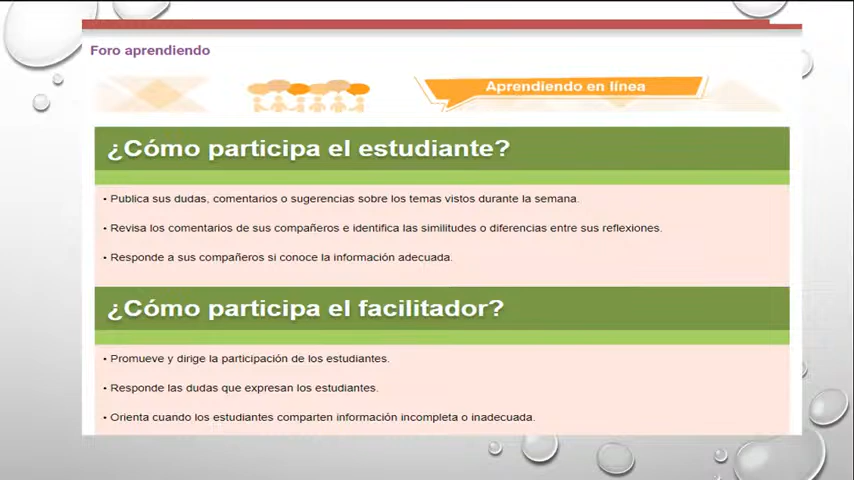 Foro aprendiendo
Aprendiendo en línea
¿Cómo participa el estudiante?
• Publica sus dudas, comentarios o sugerencias sobre los temas vistos durante la semana.
• Revisa los comentarios de sus compañeros e identifica las similitudes o diferencias entre sus reflexiones.
• Responde a sus compañeros si conoce la información adecuada.
¿Cómo participa el facilitador?
• Promueve y dirige la participación de los estudiantes.
• Responde las dudas que expresan los estudiantes.
• Orienta cuando los estudiantes comparten información incompleta o inadecuada.